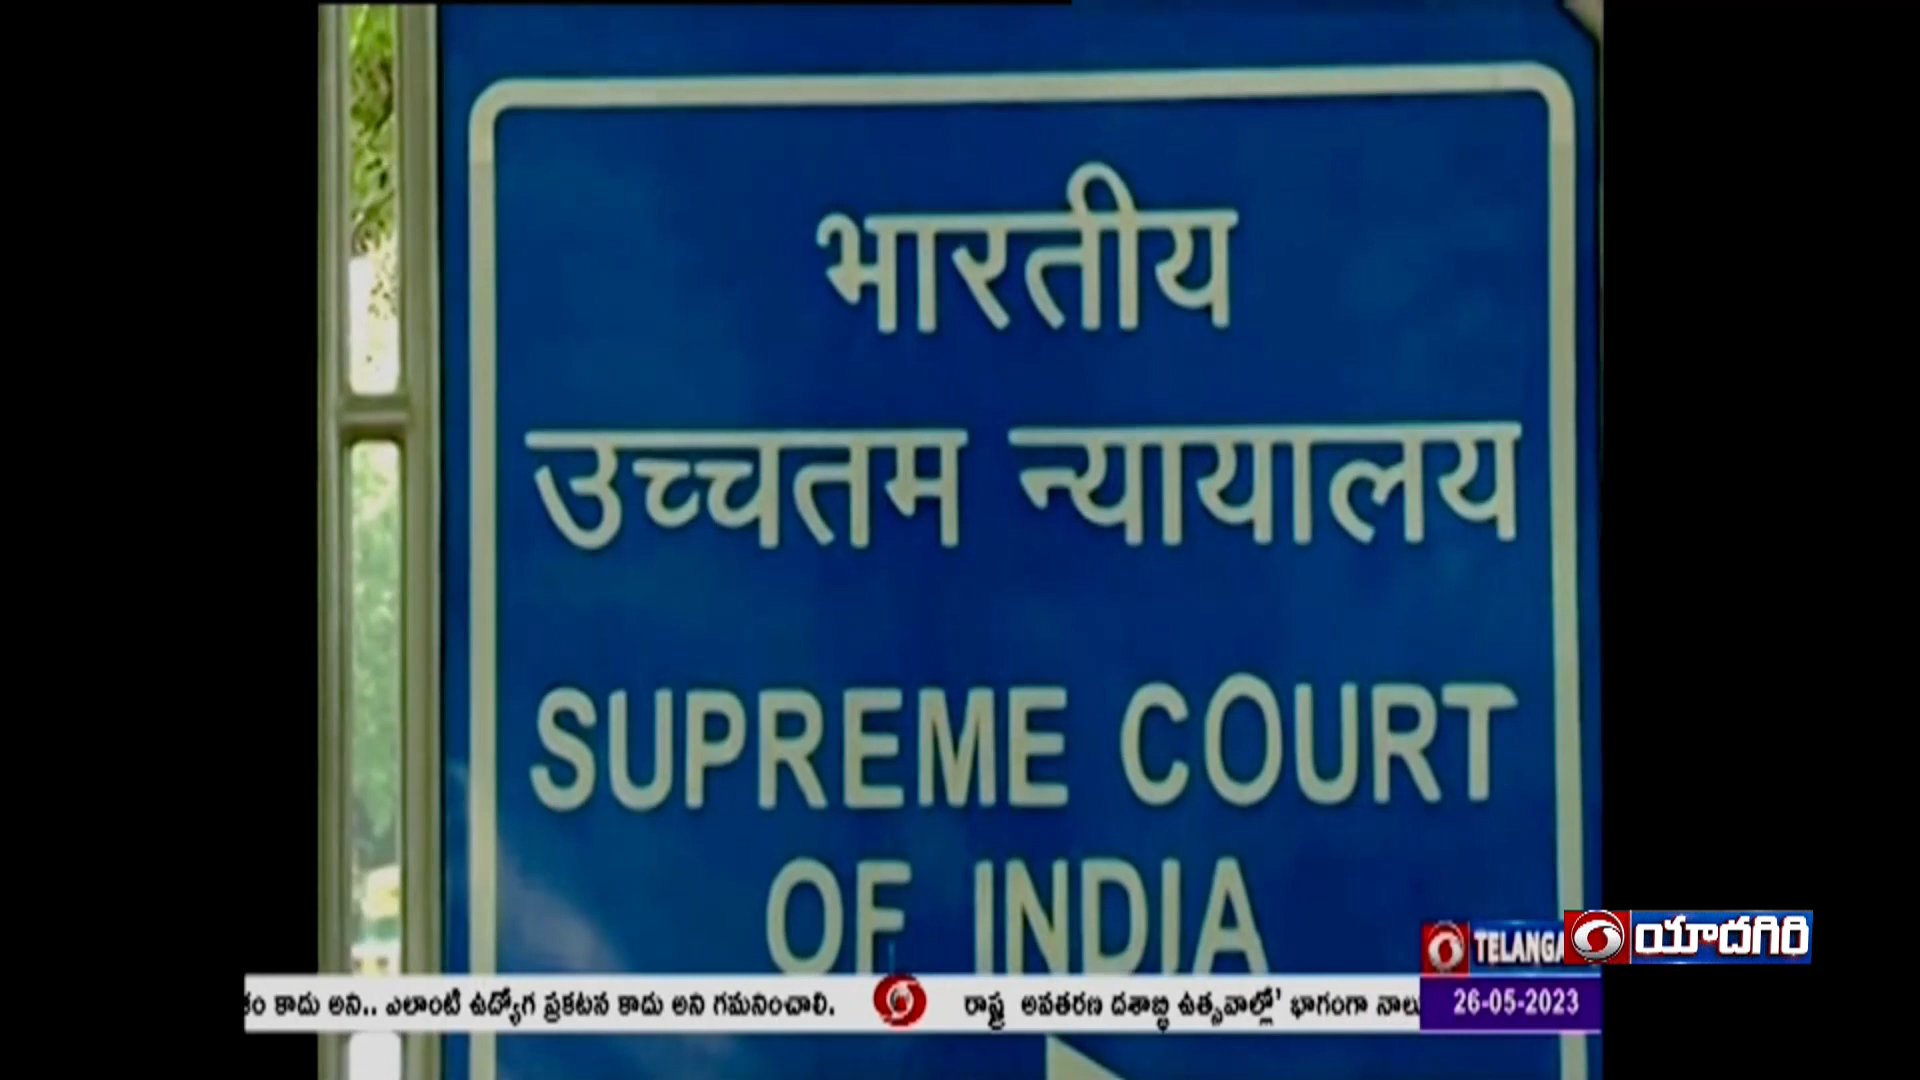 भारतीय
उच्चतम न्यायालय
SUPREME COURT
OF INDIA
TELANGA
యాదగిరి
కాదు అని.. ఎలాంటి ఉద్యోగ ప్రకటన కాదు అని గమనించాలి. రాష్ట్ర అవతరణ దశాబ్ధి ఉత్సవాల్లో' భాగంగా నాలు
26-05-2023